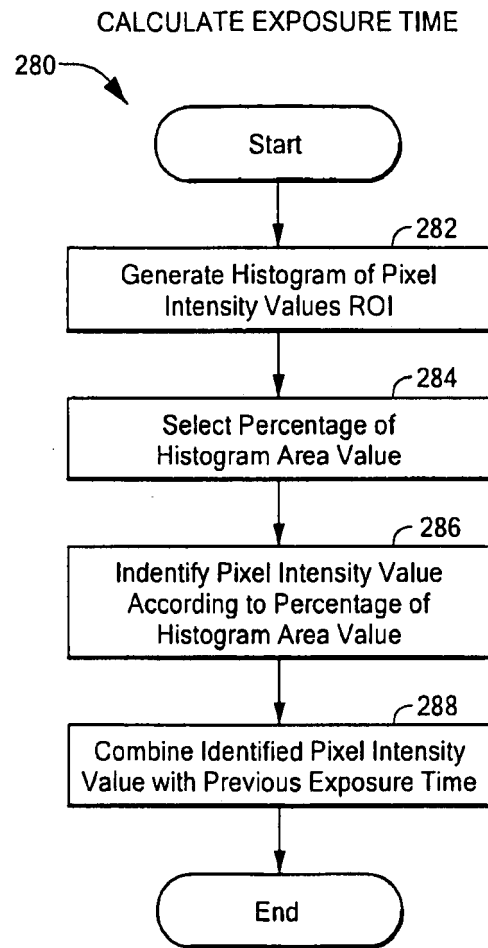 CALCULATE EXPOSURE TIME
280
Start
282
Generate Histogram of Pixel
Intensity Values ROI
284
Select Percentage of
Histogram Area Value
286
Indentify Pixel Intensity Value
According to Percentage of
Histogram Area Value
288
Combine Identified Pixel Intensity
Value with Previous Exposure Time
End